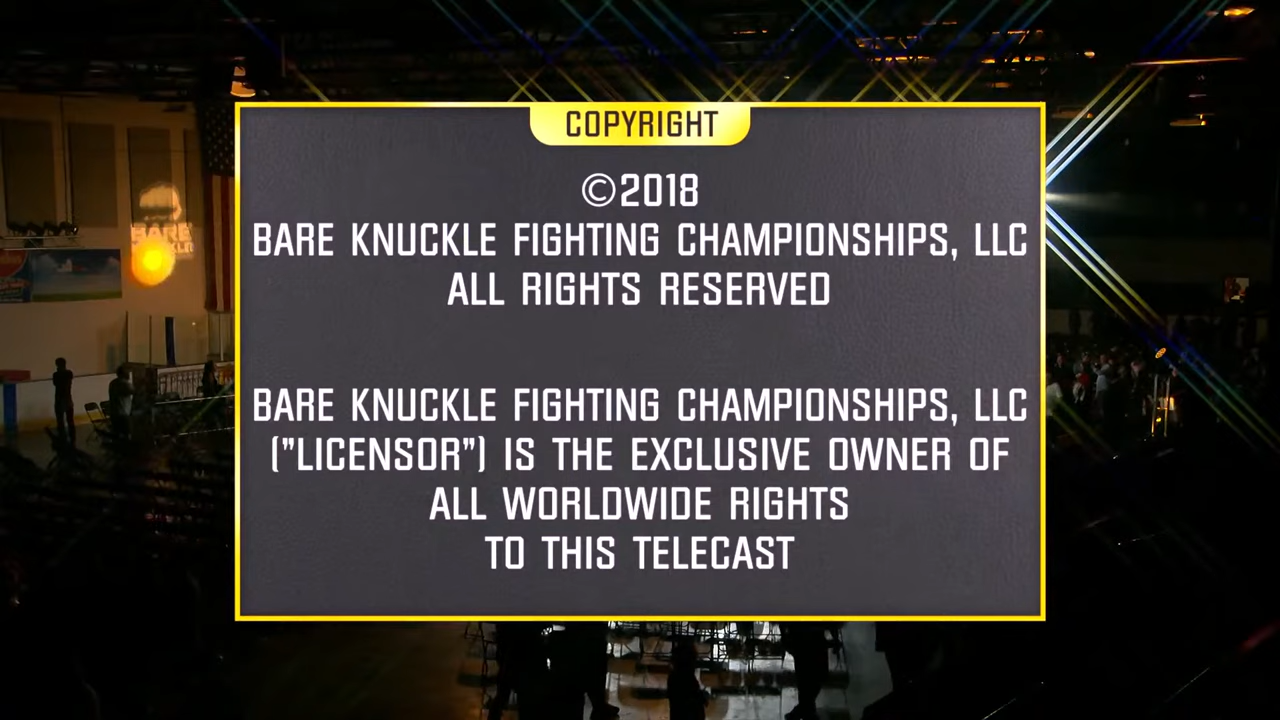 COPYRIGHT
©2018
BARE KNUCKLE FIGHTING CHAMPIONSHIPS, LLC
ALL RIGHTS RESERVED
BARE KNUCKLE FIGHTING CHAMPIONSHIPS, LLC
("LICENSOR") IS THE EXCLUSIVE OWNER OF
ALL WORLDWIDE RIGHTS
TO THIS TELECAST
BARE